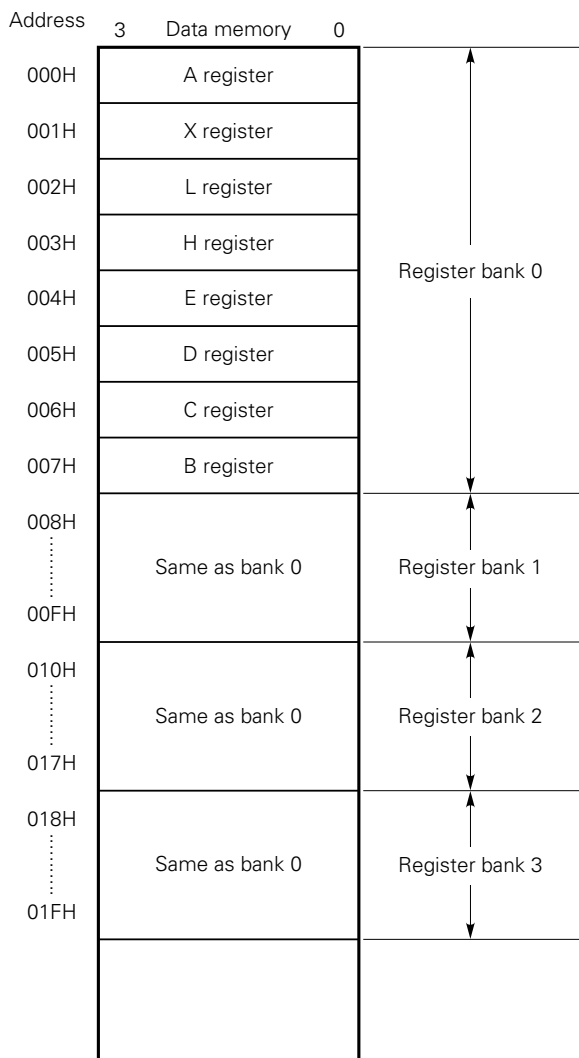 Address 3 Data memory 0
000H A register
001H X register
002H L register
003H H register
Register bank 0
004H E register
005H D register
006H C register
007H B register
008H
Same as bank 0 Register bank 1
00FH
010H
Same as bank 0 Register bank 2
017H
018H
Same as bank 0 Register bank 3
01FH